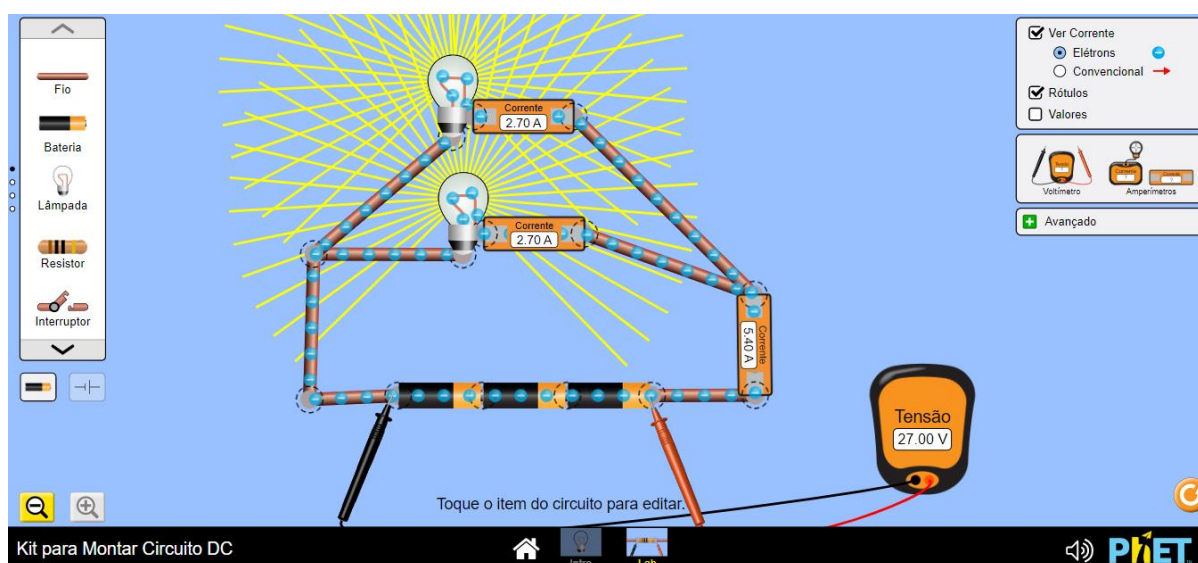 Fio
Bateria
Lâmpada
Resistor
Interruptor
Corrente
2.70 A
Corrente
2.70 A
Corrente
5.40 A
Tensão
27.00 V
Ver Corrente
Elétrons
Convencional
Rótulos
Valores
Voltímetro
Amperímetros
Avançado
Toque o item do circuito para editar.
Kit para Montar Circuito DC
PhET